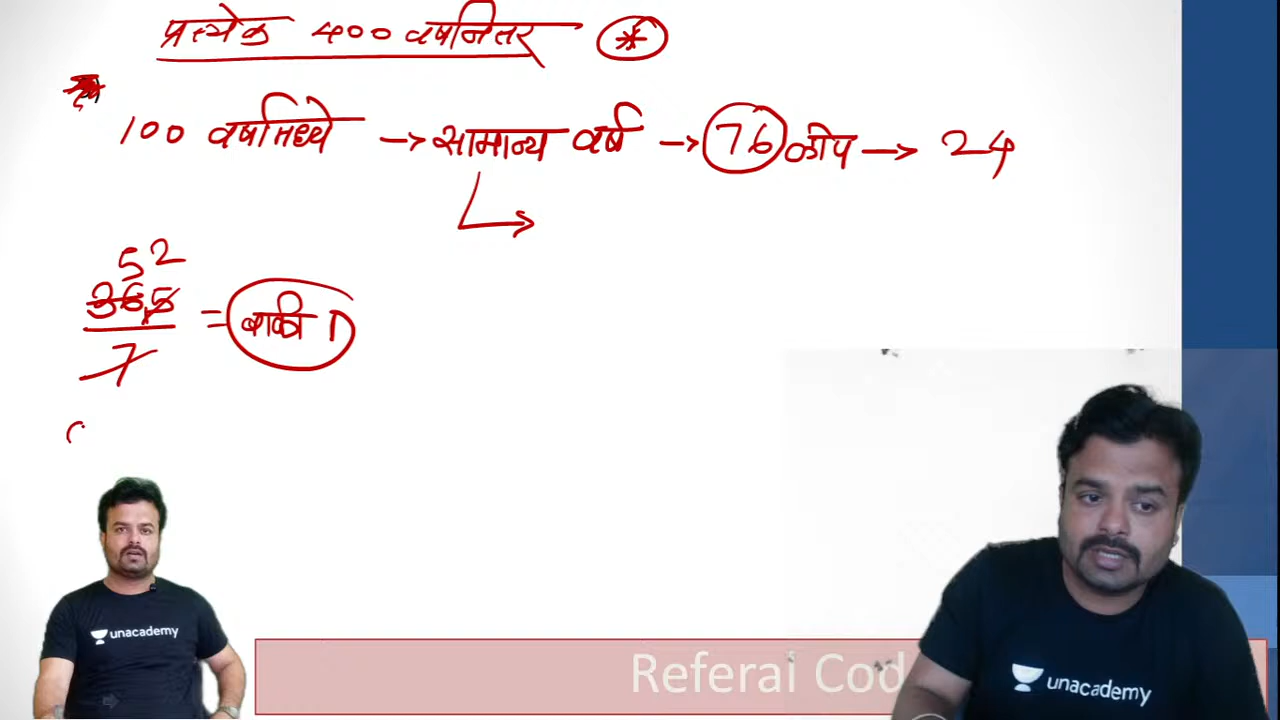 प्रत्येक 400 वर्षानंतर *
100 वर्षामध्ये → सामान्य वर्ष → 76 लीप → 24
52
365
7
= बाकी 1
unacademy
unacademy
Referal Cod